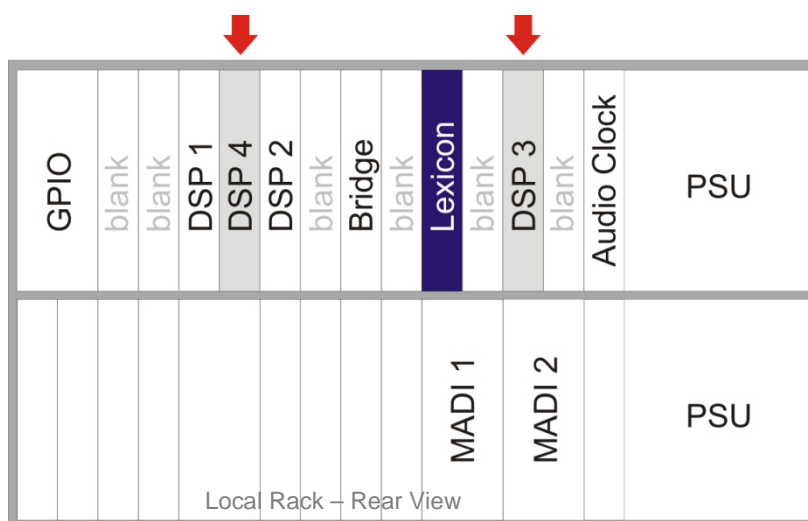 GPIO
blank
blank
DSP 1
DSP 4
DSP 2
blank
Bridge
blank
Lexicon
blank
DSP 3
blank
Audio Clock
PSU
MADI 1
MADI 2
PSU
Local Rack – Rear View